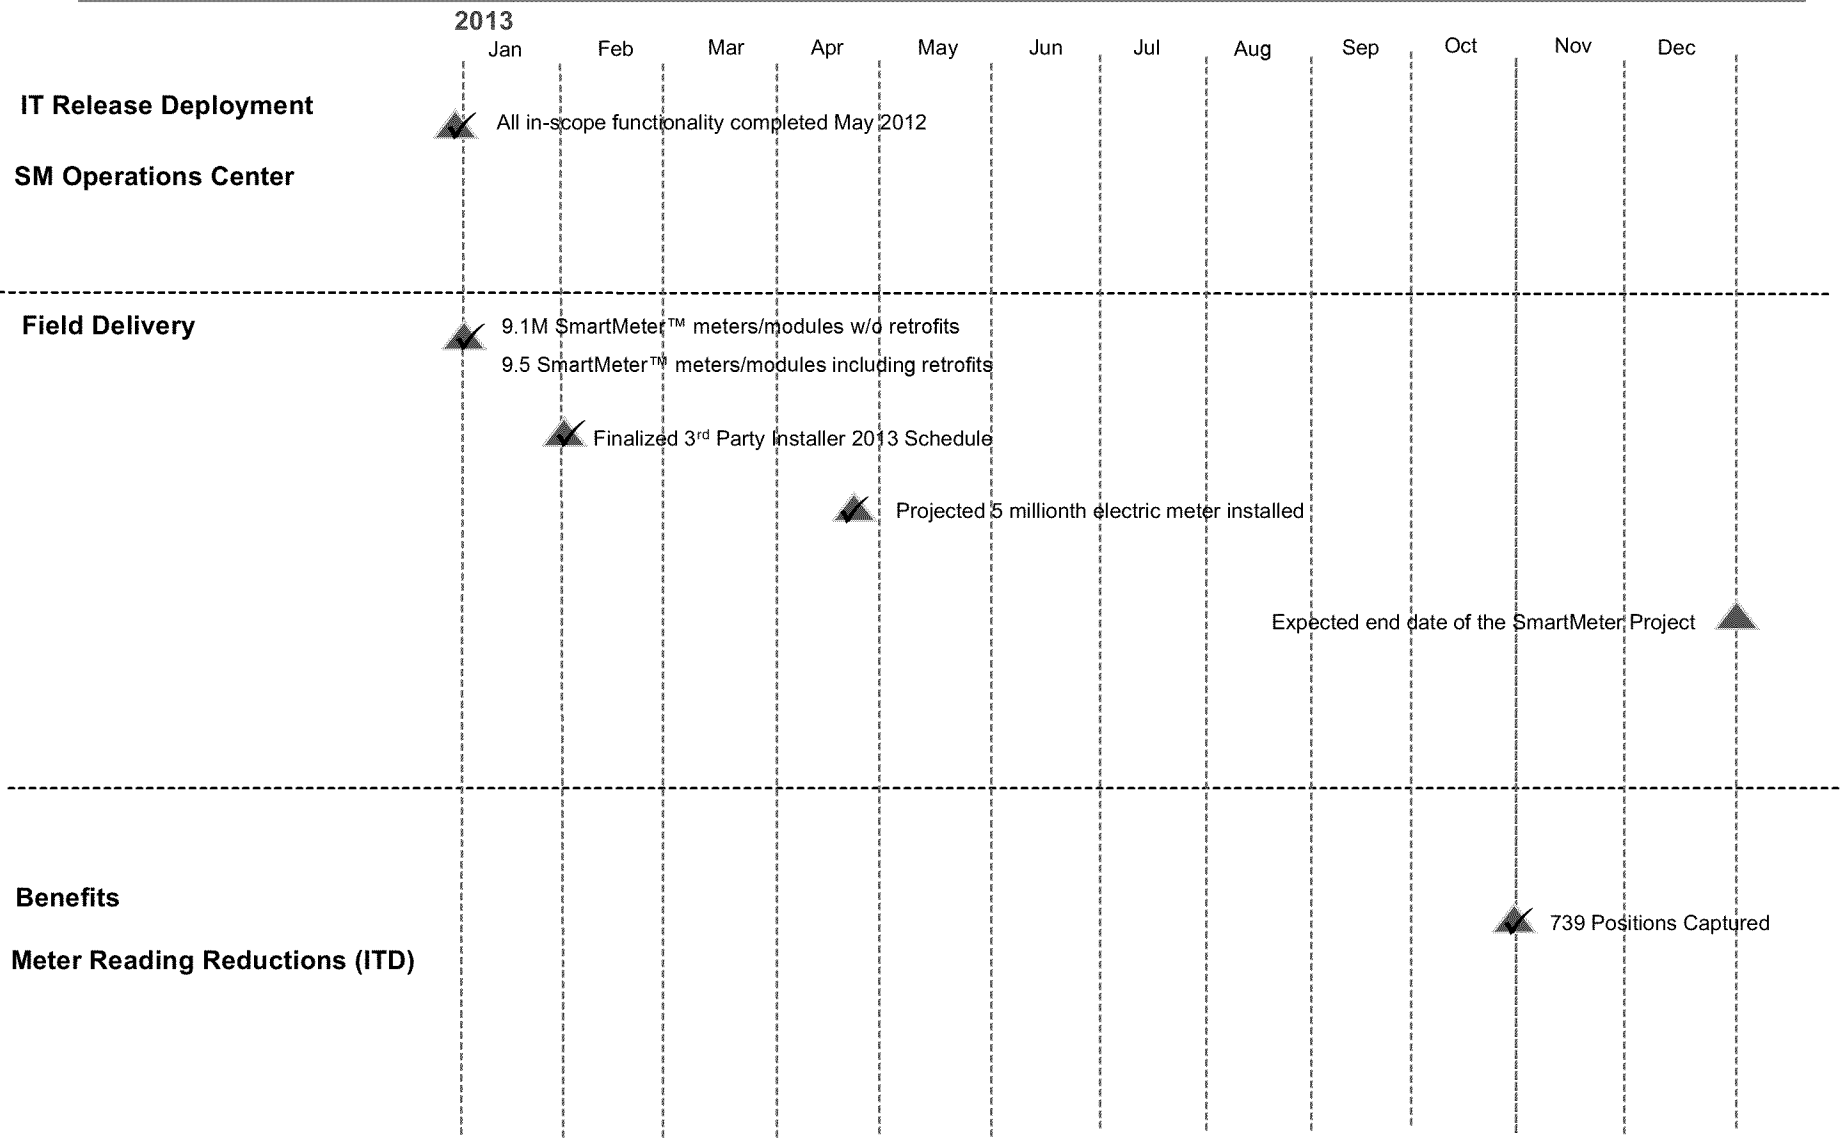 2013
Jan Feb Mar Apr May Jun Jul Aug Sep Oct Nov Dec
IT Release Deployment
All in-scope functionality completed May 2012
SM Operations Center
Field Delivery
9.1M SmartMeter™ meters/modules w/o retrofits
9.5 SmartMeter™ meters/modules including retrofits
Finalized 3rd Party Installer 2013 Schedule
Projected 5 millionth electric meter installed
Expected end date of the SmartMeter Project
Benefits
739 Positions Captured
Meter Reading Reductions (ITD)